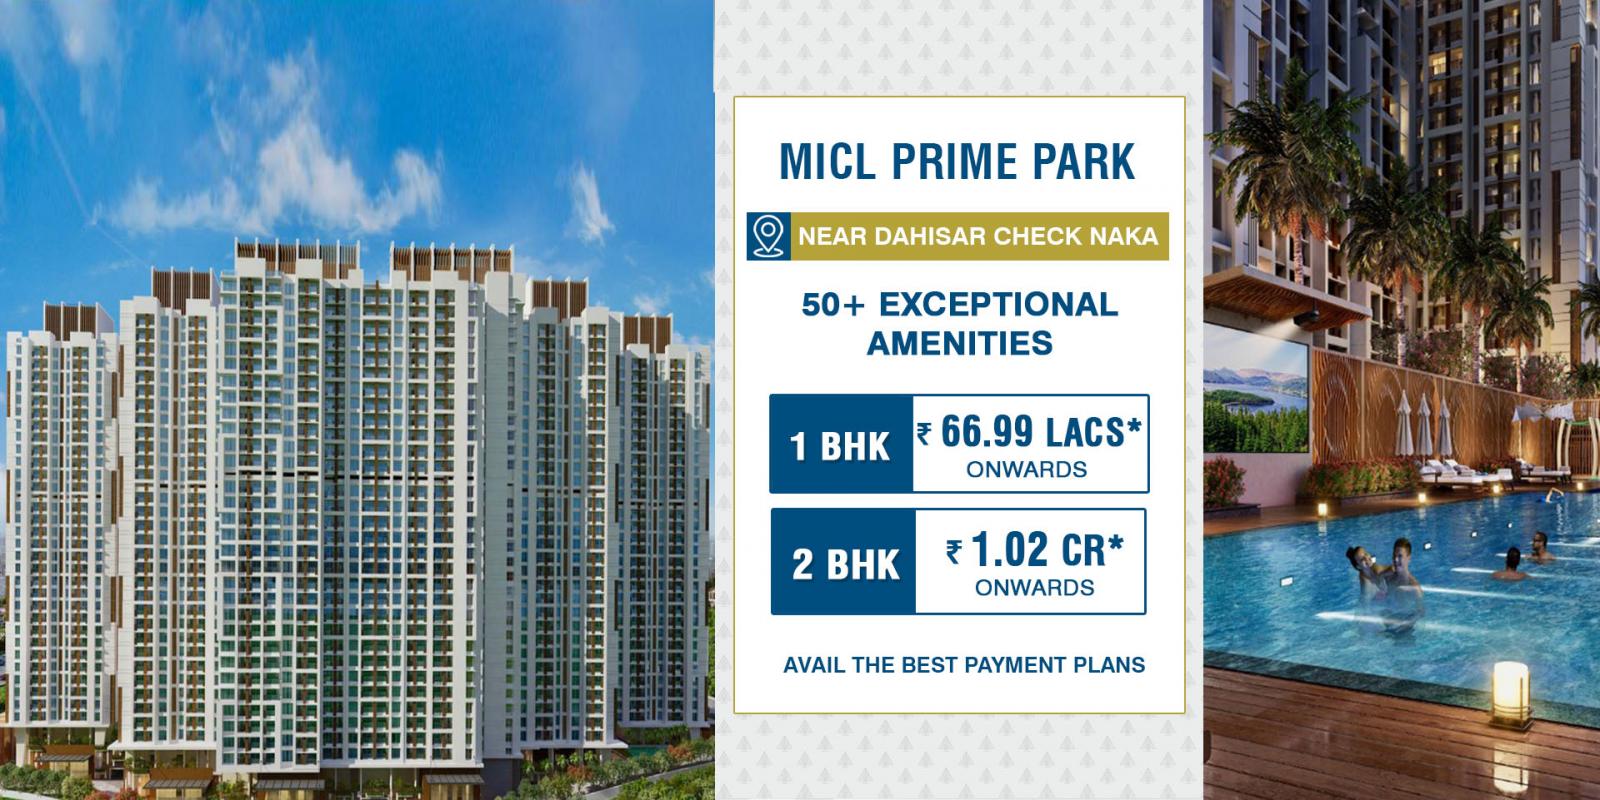 MICL PRIME PARK
NEAR DAHISAR CHECK NAKA
50+ EXCEPTIONAL
AMENITIES
1 BHK
₹ 66.99 LACS*
ONWARDS
2 BHK
₹ 1.02 CR*
ONWARDS
AVAIL THE BEST PAYMENT PLANS